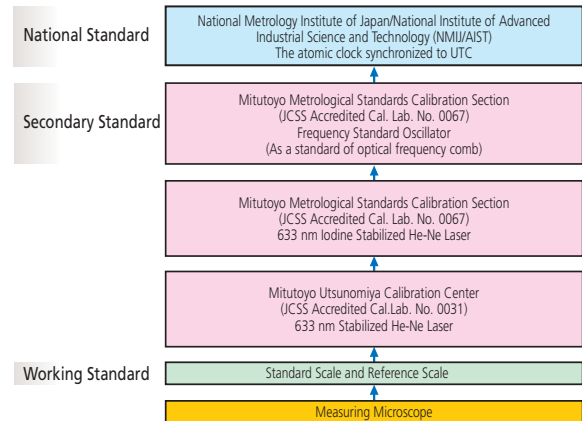 National Standard
National Metrology Institute of Japan/National Institute of Advanced
Industrial Science and Technology (NMIJ/AIST)
The atomic clock synchronized to UTC
Secondary Standard
Mitutoyo Metrological Standards Calibration Section
(JCSS Accredited Cal. Lab. No. 0067)
Frequency Standard Oscillator
(As a standard of optical frequency comb)
Mitutoyo Metrological Standards Calibration Section
(JCSS Accredited Cal. Lab. No. 0067)
633 nm Iodine Stabilized He-Ne Laser
Mitutoyo Utsunomiya Calibration Center
(JCSS Accredited Cal.Lab. No. 0031)
633 nm Stabilized He-Ne Laser
Working Standard
Standard Scale and Reference Scale
Measuring Microscope